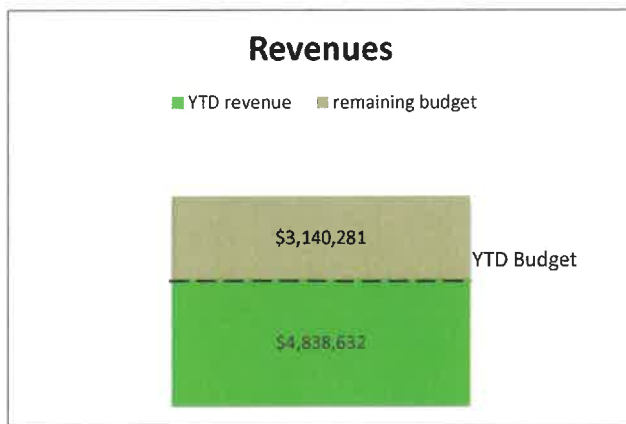 Revenues
YTD revenue remaining budget
$3,140,281
YTD Budget
$4,838,632